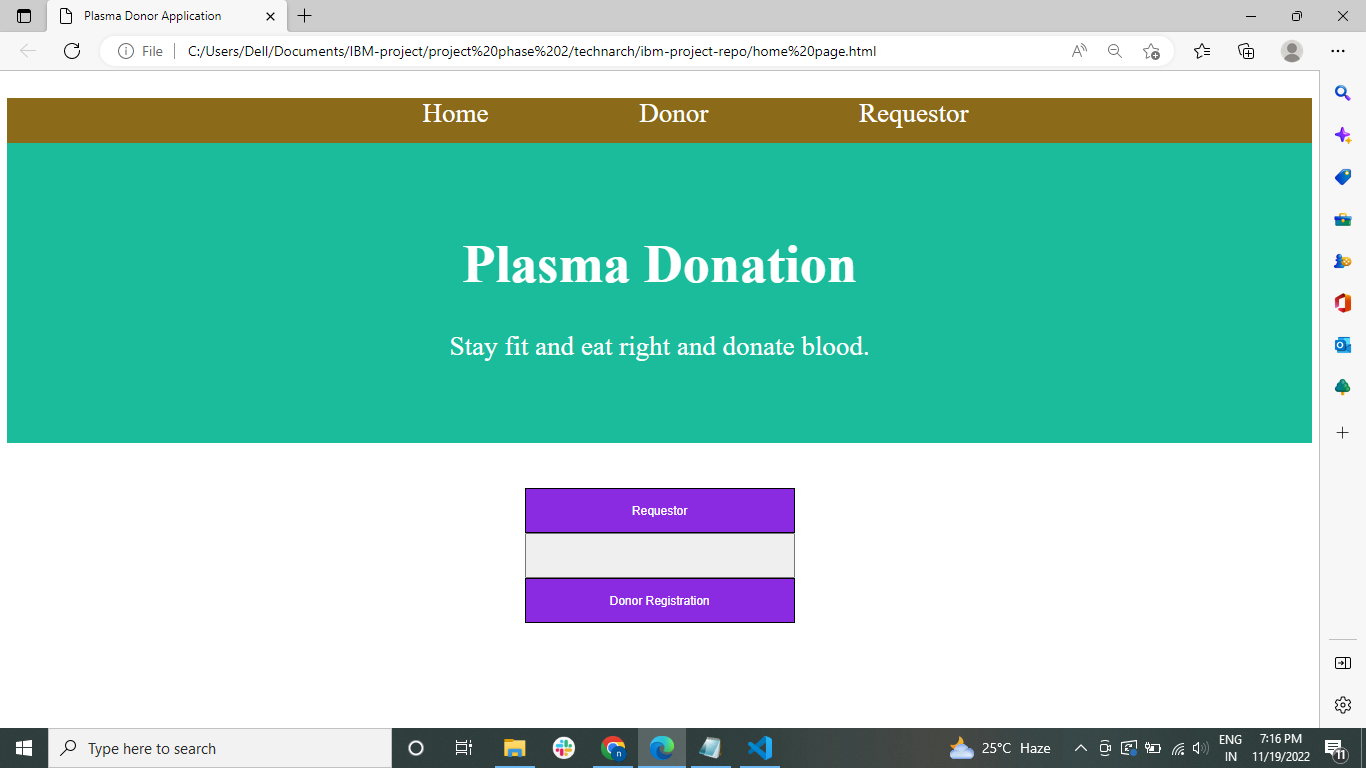 Plasma Donor Application
File
C:/Users/Dell/Documents/IBM-project/project%20phase%202/technarch/ibm-project-repo/home%20page.html
Home Donor Requestor
Plasma Donation
Stay fit and eat right and donate blood.
Requestor
Donor Registration
Type here to search
25°C Haze
ENG
IN
7:16 PM
11/19/2022
11